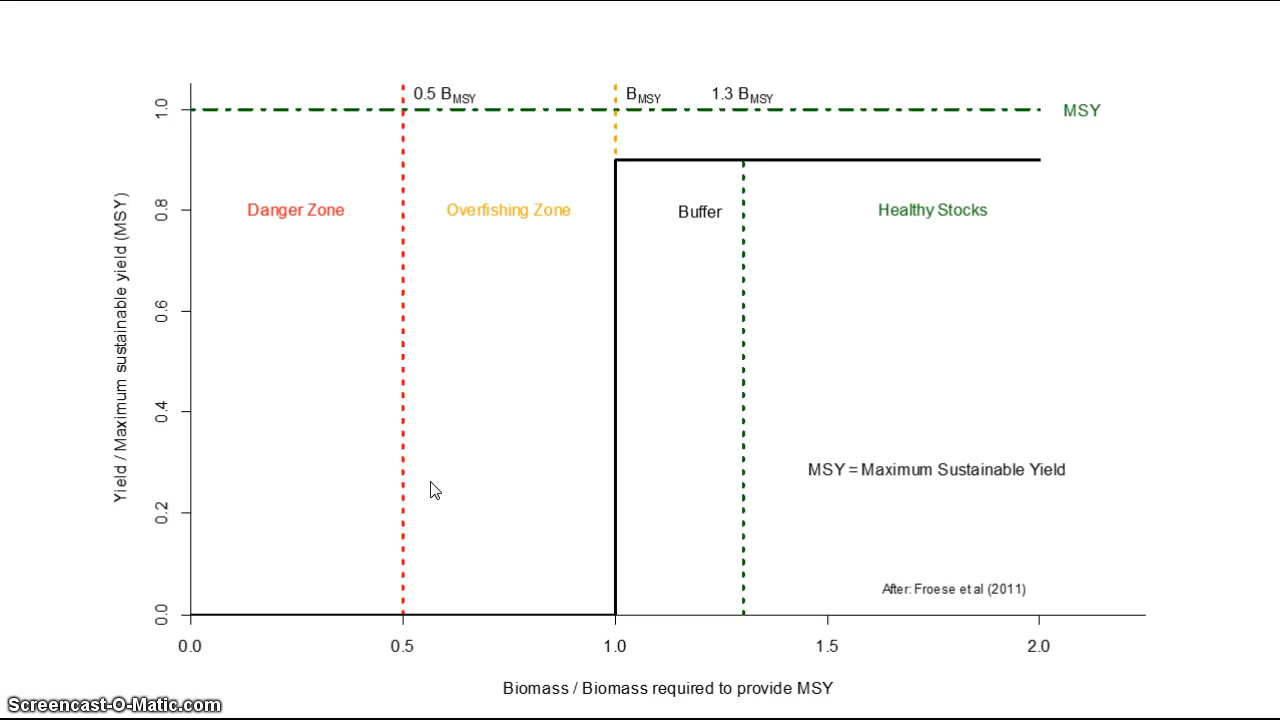 0.5 BMSY
BMSY
1.3 BMSY
MSY
1.0
Danger Zone
Overfishing Zone
Buffer
Healthy Stocks
0.8
Yield / Maximum sustainable yield (MSY)
0.6
0.4
MSY = Maximum Sustainable Yield
0.2
After: Froese et al (2011)
0.0
0.0
0.5
1.0
1.5
2.0
Biomass / Biomass required to provide MSY
Screencast-O-Matic.com